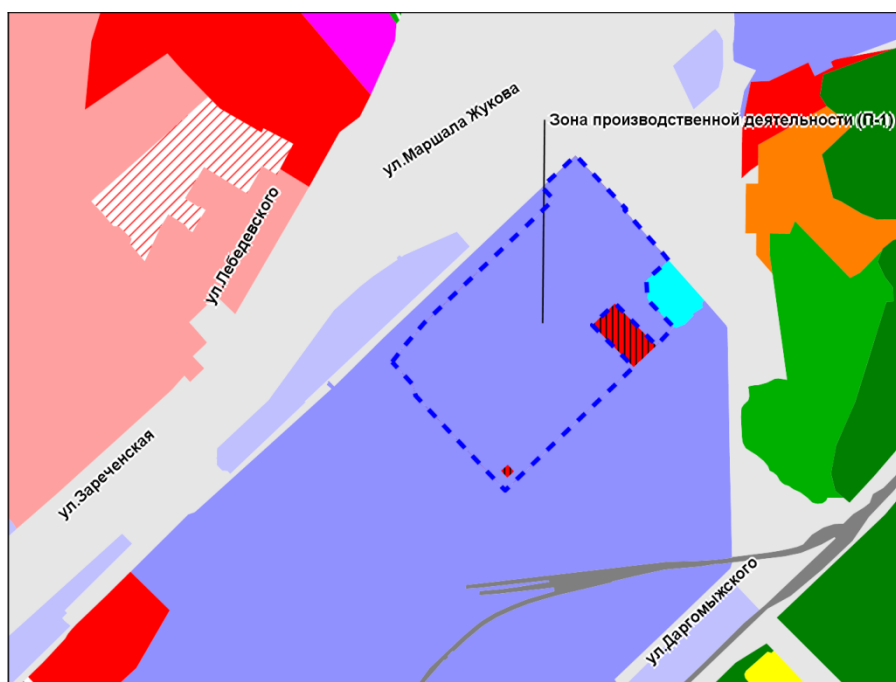 ул.Маршала Жукова
Зона производственной деятельности (П-1)
ул.Лебедевского
ул.Зареченская
ул.Даргомыжского